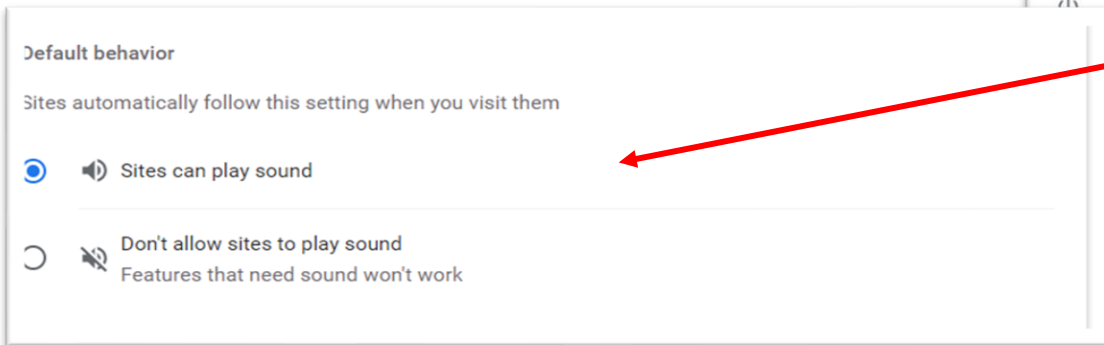 Default behavior
Sites automatically follow this setting when you visit them
Sites can play sound
Don't allow sites to play sound
Features that need sound won't work